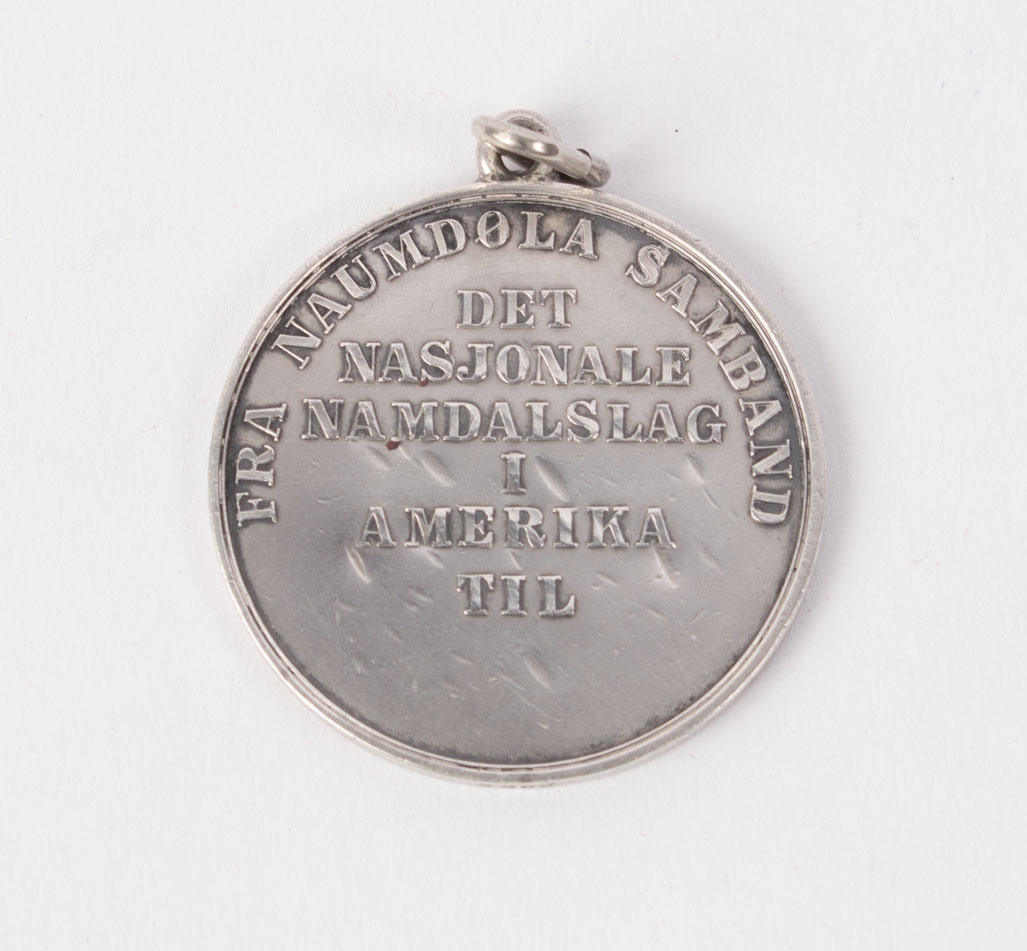 FRA NAUMDØLA SAMBAND
DET
NASJONALE
NAMDALSLAG
I
AMERIKA
TIL